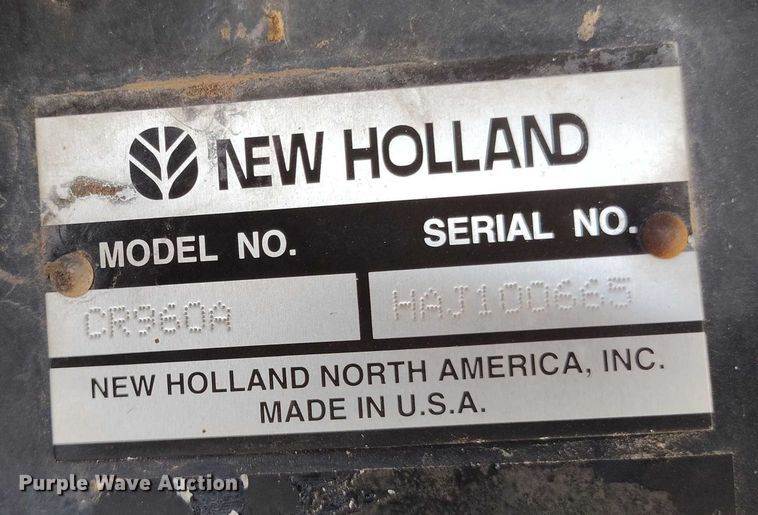 NEW HOLLAND
MODEL NO.
SERIAL NO.
CR960A
HAJ100665
NEW HOLLAND NORTH AMERICA, INC.
MADE IN U.S.A.
Purple Wave Auction